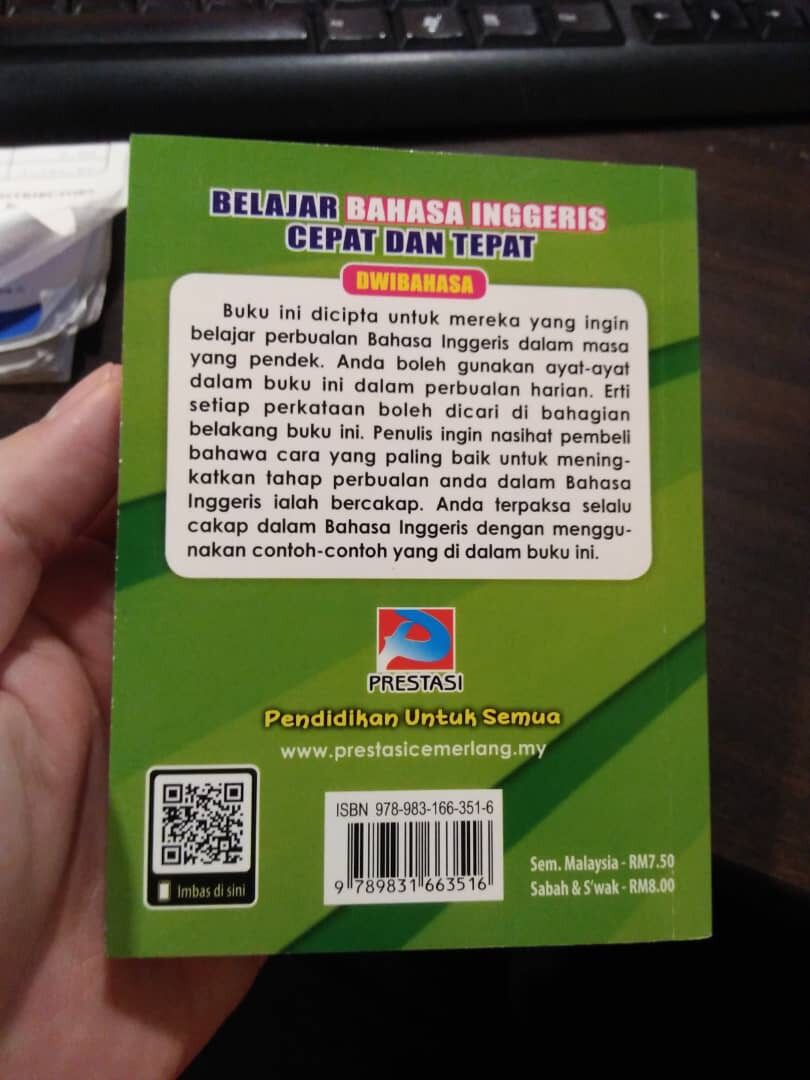 BELAJAR BAHASA INGGERIS
CEPAT DAN TEPAT
DWIBAHASA
Buku ini dicipta untuk mereka yang ingin
belajar perbualan Bahasa Inggeris dalam masa
yang pendek. Anda boleh gunakan ayat-ayat
dalam buku ini dalam perbualan harian. Erti
setiap perkataan boleh dicari di bahagian
belakang buku ini. Penulis ingin nasihat pembeli
bahawa cara yang paling baik untuk mening-
katkan tahap perbualan anda dalam Bahasa
Inggeris ialah bercakap. Anda terpaksa selalu
cakap dalam Bahasa Inggeris dengan menggu-
nakan contoh-contoh yang di dalam buku ini.
PRESTASI
Pendidikan Untuk Semua
www.prestasicemerlang.my
Imbas di sini
ISBN 978-983-166-351-6
9 789831 663516
Sem. Malaysia - RM7.50
Sabah & S'wak - RM8.00